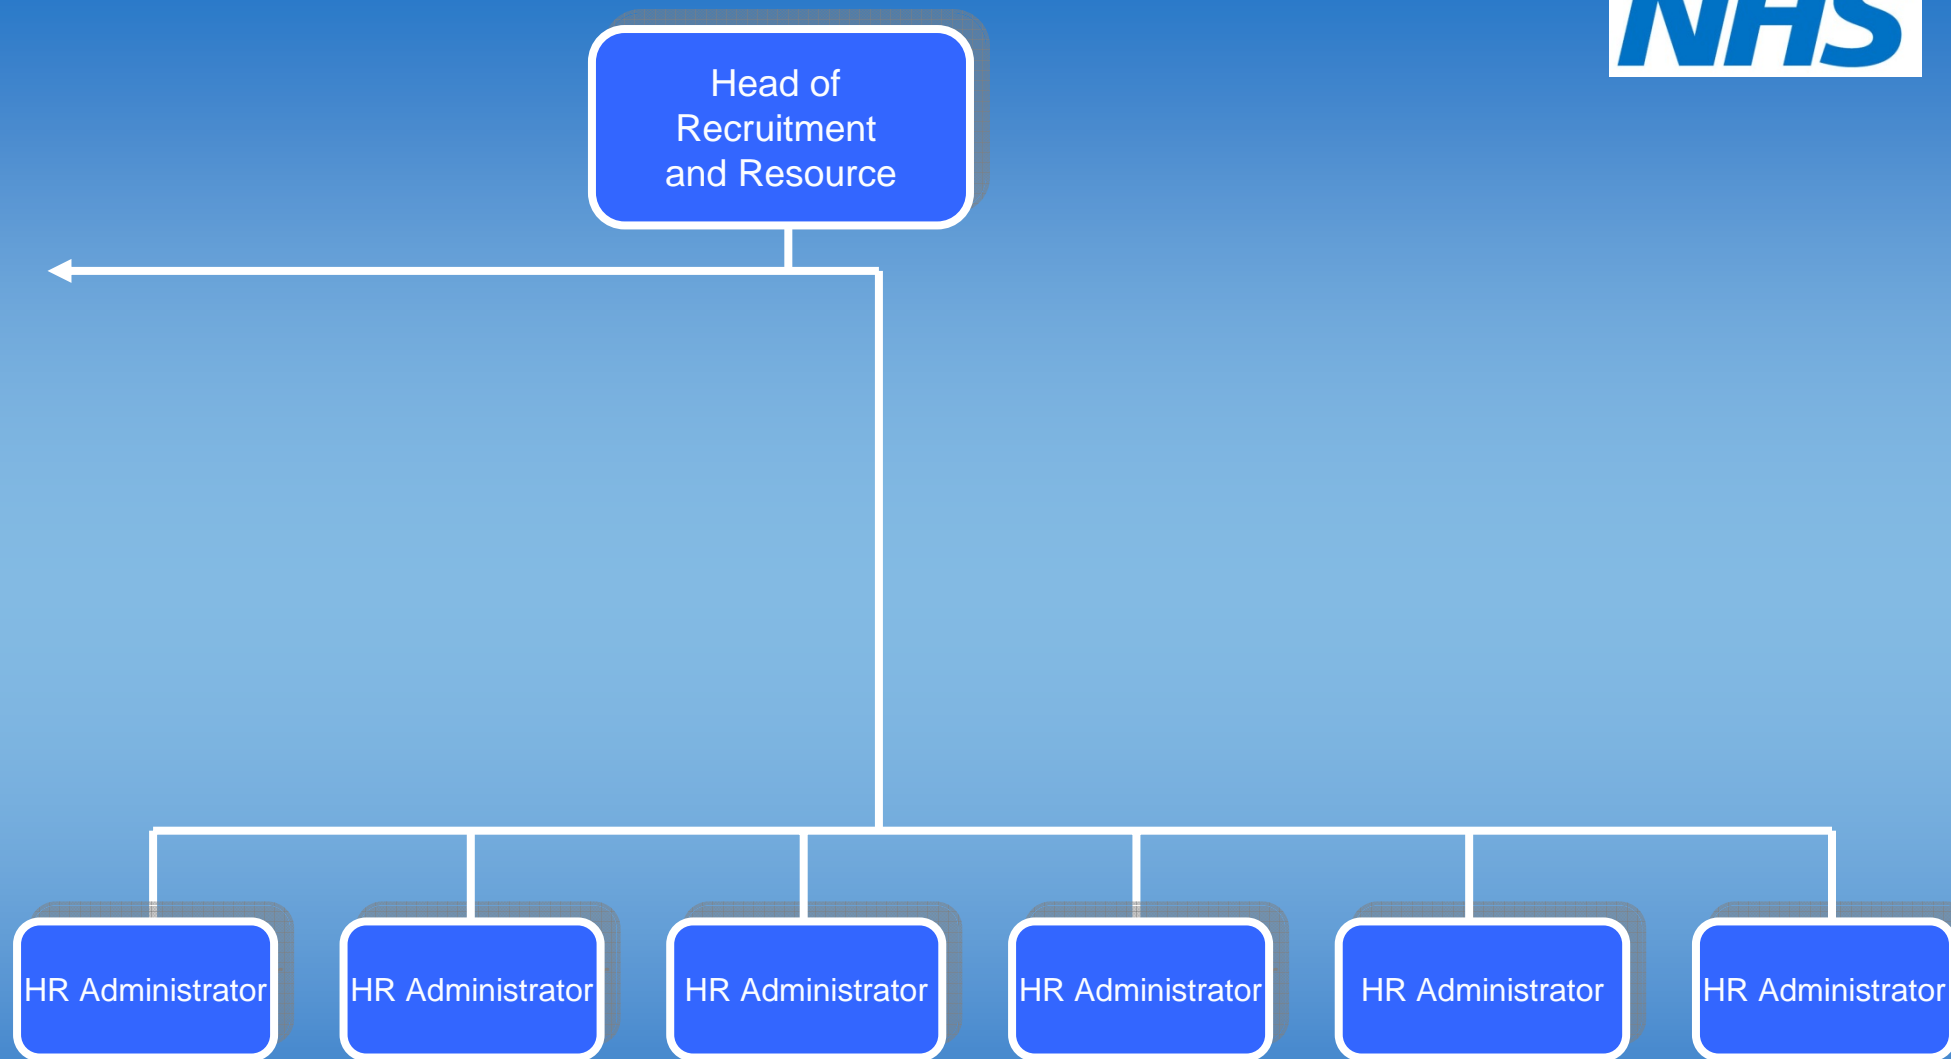 NHS
Head of
Recruitment
and Resource
HR Administrator
HR Administrator
HR Administrator
HR Administrator
HR Administrator
HR Administrator